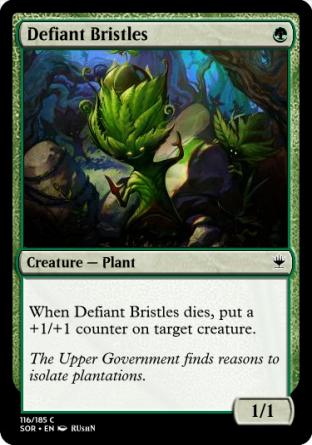 Defiant Bristles
Creature — Plant
When Defiant Bristles dies, put a
+1/+1 counter on target creature.
The Upper Government finds reasons to
isolate plantations.
1/1
116/185 C
SOR • EN RUSHN